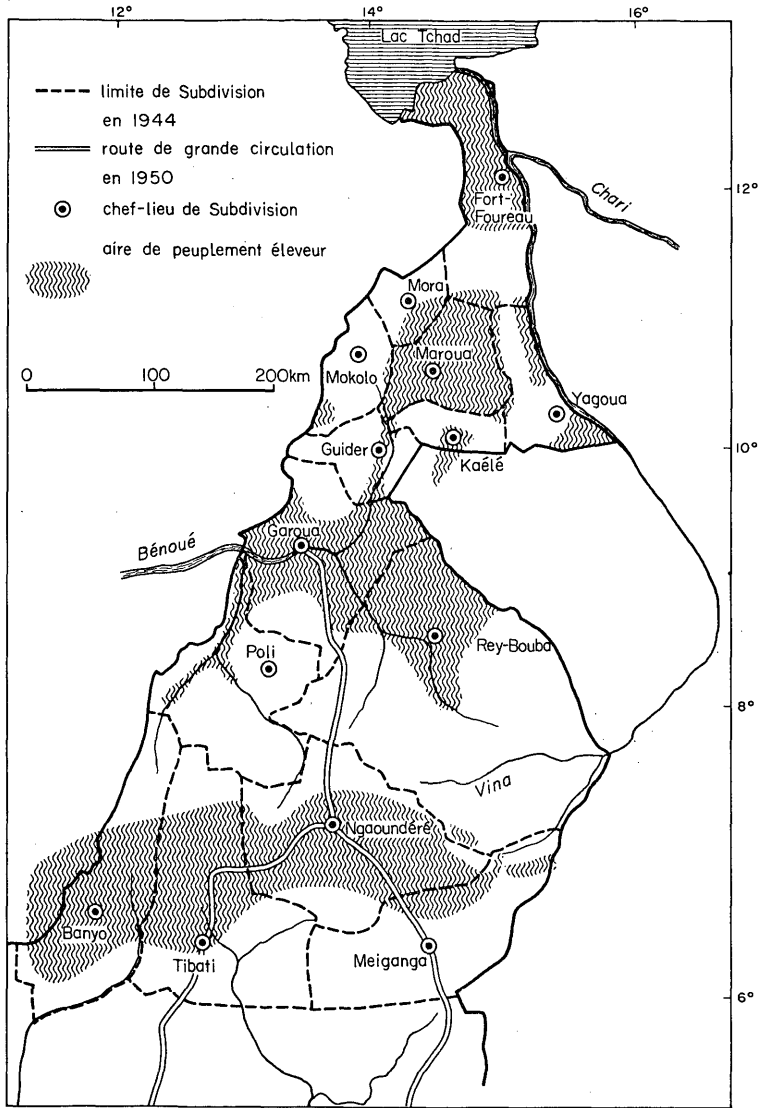 12°
14°
16°
Lac Tchad
limite de Subdivision
en 1944
route de grande circulation
en 1950
chef-lieu de Subdivision
aire de peuplement éleveur
0
100
200km
12°
Chari
Fort-
Foureau
Mora
Maroua
Mokolo
Yagoua
Guider
Kaélé
10°
Garoua
Bénoué
Rey-Bouba
Poli
8°
Vina
Ngaoundéré
Banyo
Tibati
Meiganga
6°